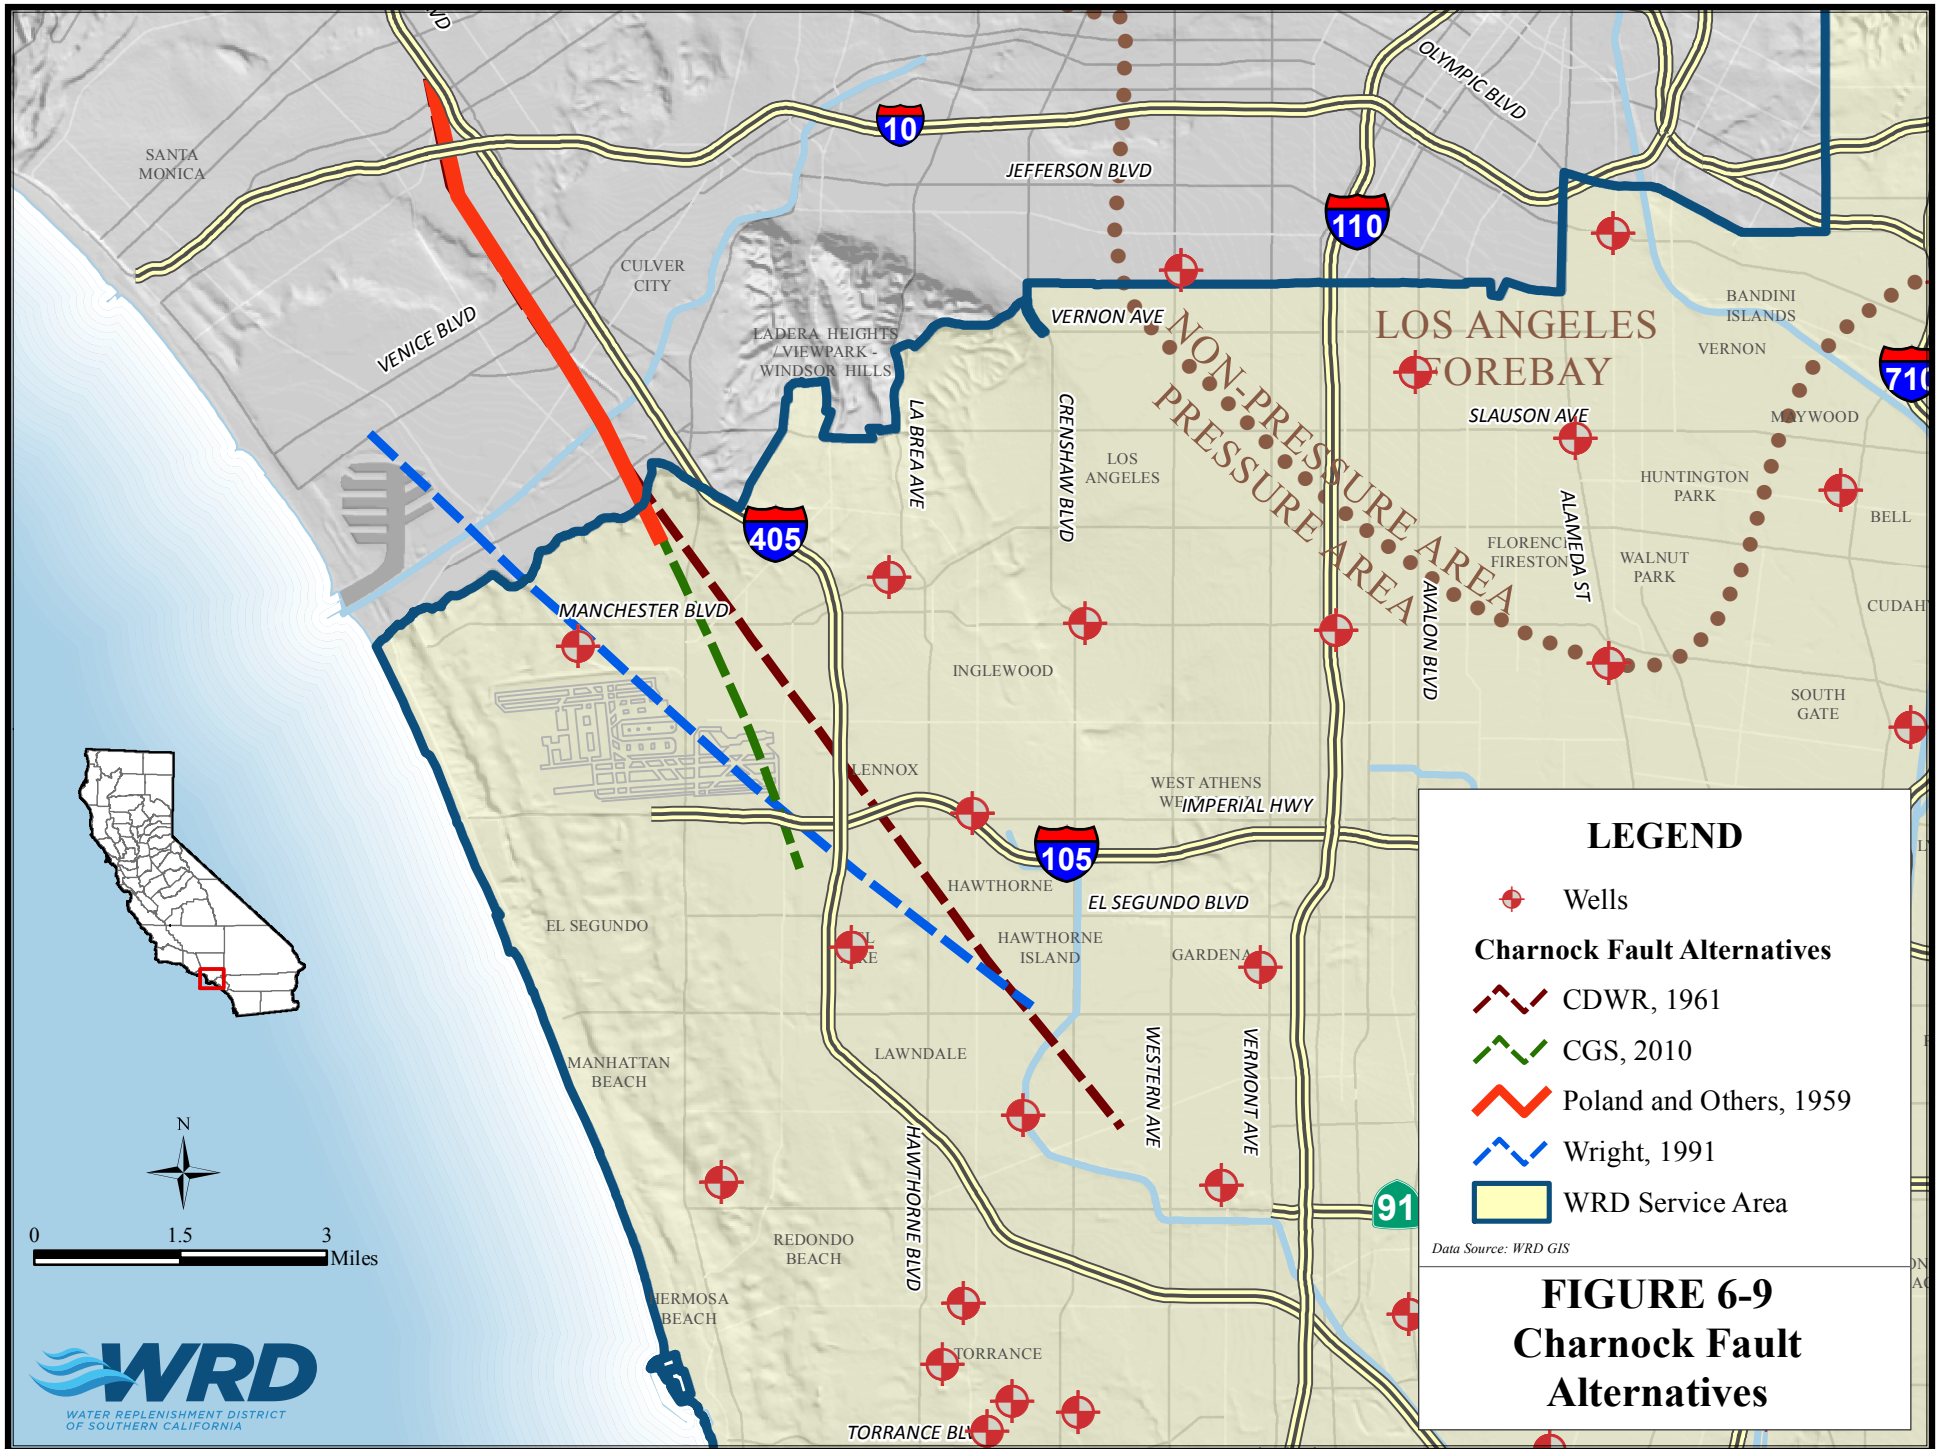 OLYMPIC BLVD
10
SANTA
MONICA
JEFFERSON BLVD
110
CULVER
CITY
BANDINI
ISLANDS
VENICE BLVD
VERNON AVE
LADERA HEIGHTS
/ VIEWPARK -
WINDSOR HILLS
LOS ANGELES
FOREBAY
VERNON
710
NON-PRESSURE AREA
PRESSURE AREA
LA BREA AVE
CRENSHAW BLVD
SLAUSON AVE
MAYWOOD
LOS
ANGELES
HUNTINGTON
PARK
BELL
ALAMEDA ST
405
FLORENCE
FIRESTON
WALNUT
PARK
MANCHESTER BLVD
AVALON BLVD
CUDAH
INGLEWOOD
SOUTH
GATE
LENNOX
WEST ATHENS
WE
IMPERIAL HWY
105
HAWTHORNE
EL SEGUNDO BLVD
EL SEGUNDO
HAWTHORNE
ISLAND
GARDENA
LAWNDALE
MANHATTAN
BEACH
WESTERN AVE
VERMONT AVE
HAWTHORNE BLVD
91
REDONDO
BEACH
HERMOSA
BEACH
TORRANCE
TORRANCE BLV
N
0 1.5 3
Miles
WRD
WATER REPLENISHMENT DISTRICT
OF SOUTHERN CALIFORNIA
LEGEND
Wells
Charnock Fault Alternatives
CDWR, 1961
CGS, 2010
Poland and Others, 1959
Wright, 1991
WRD Service Area
Data Source: WRD GIS
FIGURE 6-9
Charnock Fault
Alternatives